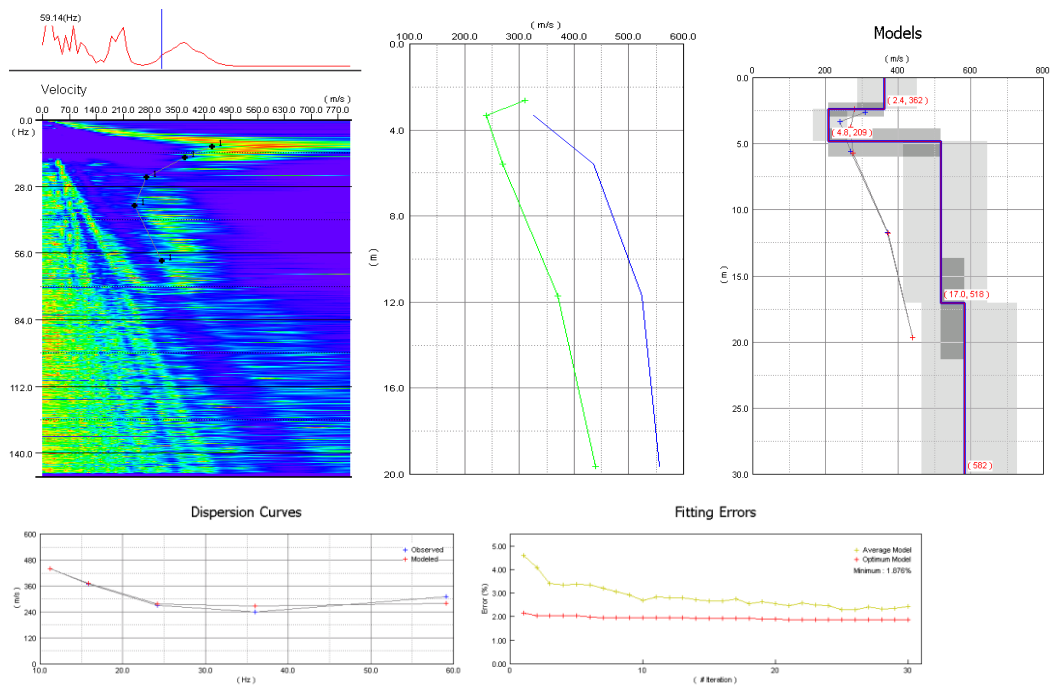 59.14(Hz)
Velocity
( m/s )
0.0 70.0 140.0 210.0 280.0 350.0 420.0 490.0 560.0 630.0 700.0 770.0
0.0
( Hz )
28.0
56.0
84.0
112.0
140.0
1
1
1
1
1
( m/s )
100.0 200.0 300.0 400.0 500.0 600.0
0.0
4.0
8.0
( m )
12.0
16.0
20.0
Models
( m/s )
0 200 400 600 800
0.0
5.0
10.0
( m )
15.0
20.0
25.0
30.0
( 2.4, 362)
( 4.8, 209)
( 17.0, 518)
( 582)
Dispersion Curves
600
480
360
(m/s)
240
120
0
10.0 20.0 30.0 40.0 50.0 60.0
( Hz )
Observed
Modeled
Fitting Errors
5.00
4.00
3.00
Error (%)
2.00
1.00
0.00
0 10 20 30
( # Iteration )
Average Model
Optimum Model
Minimum : 1.876%